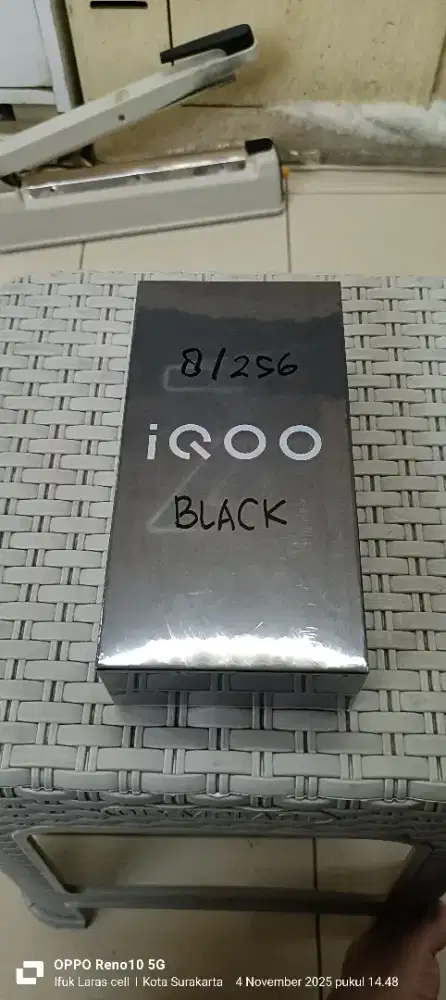 8/256
iQOO
BLACK
OPPO Reno10 5G
Ifuk Laras cell | Kota Surakarta 4 November 2025 pukul 14.48